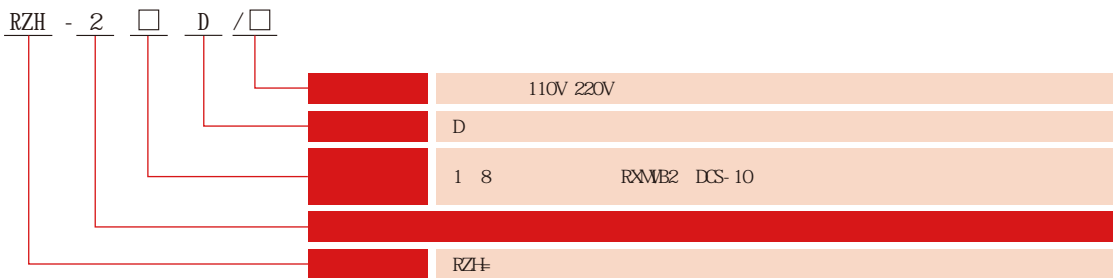 RZH - 2 □ D /□
110V 220V
D
1 8 RXMVB2 DCS-10
RZH=